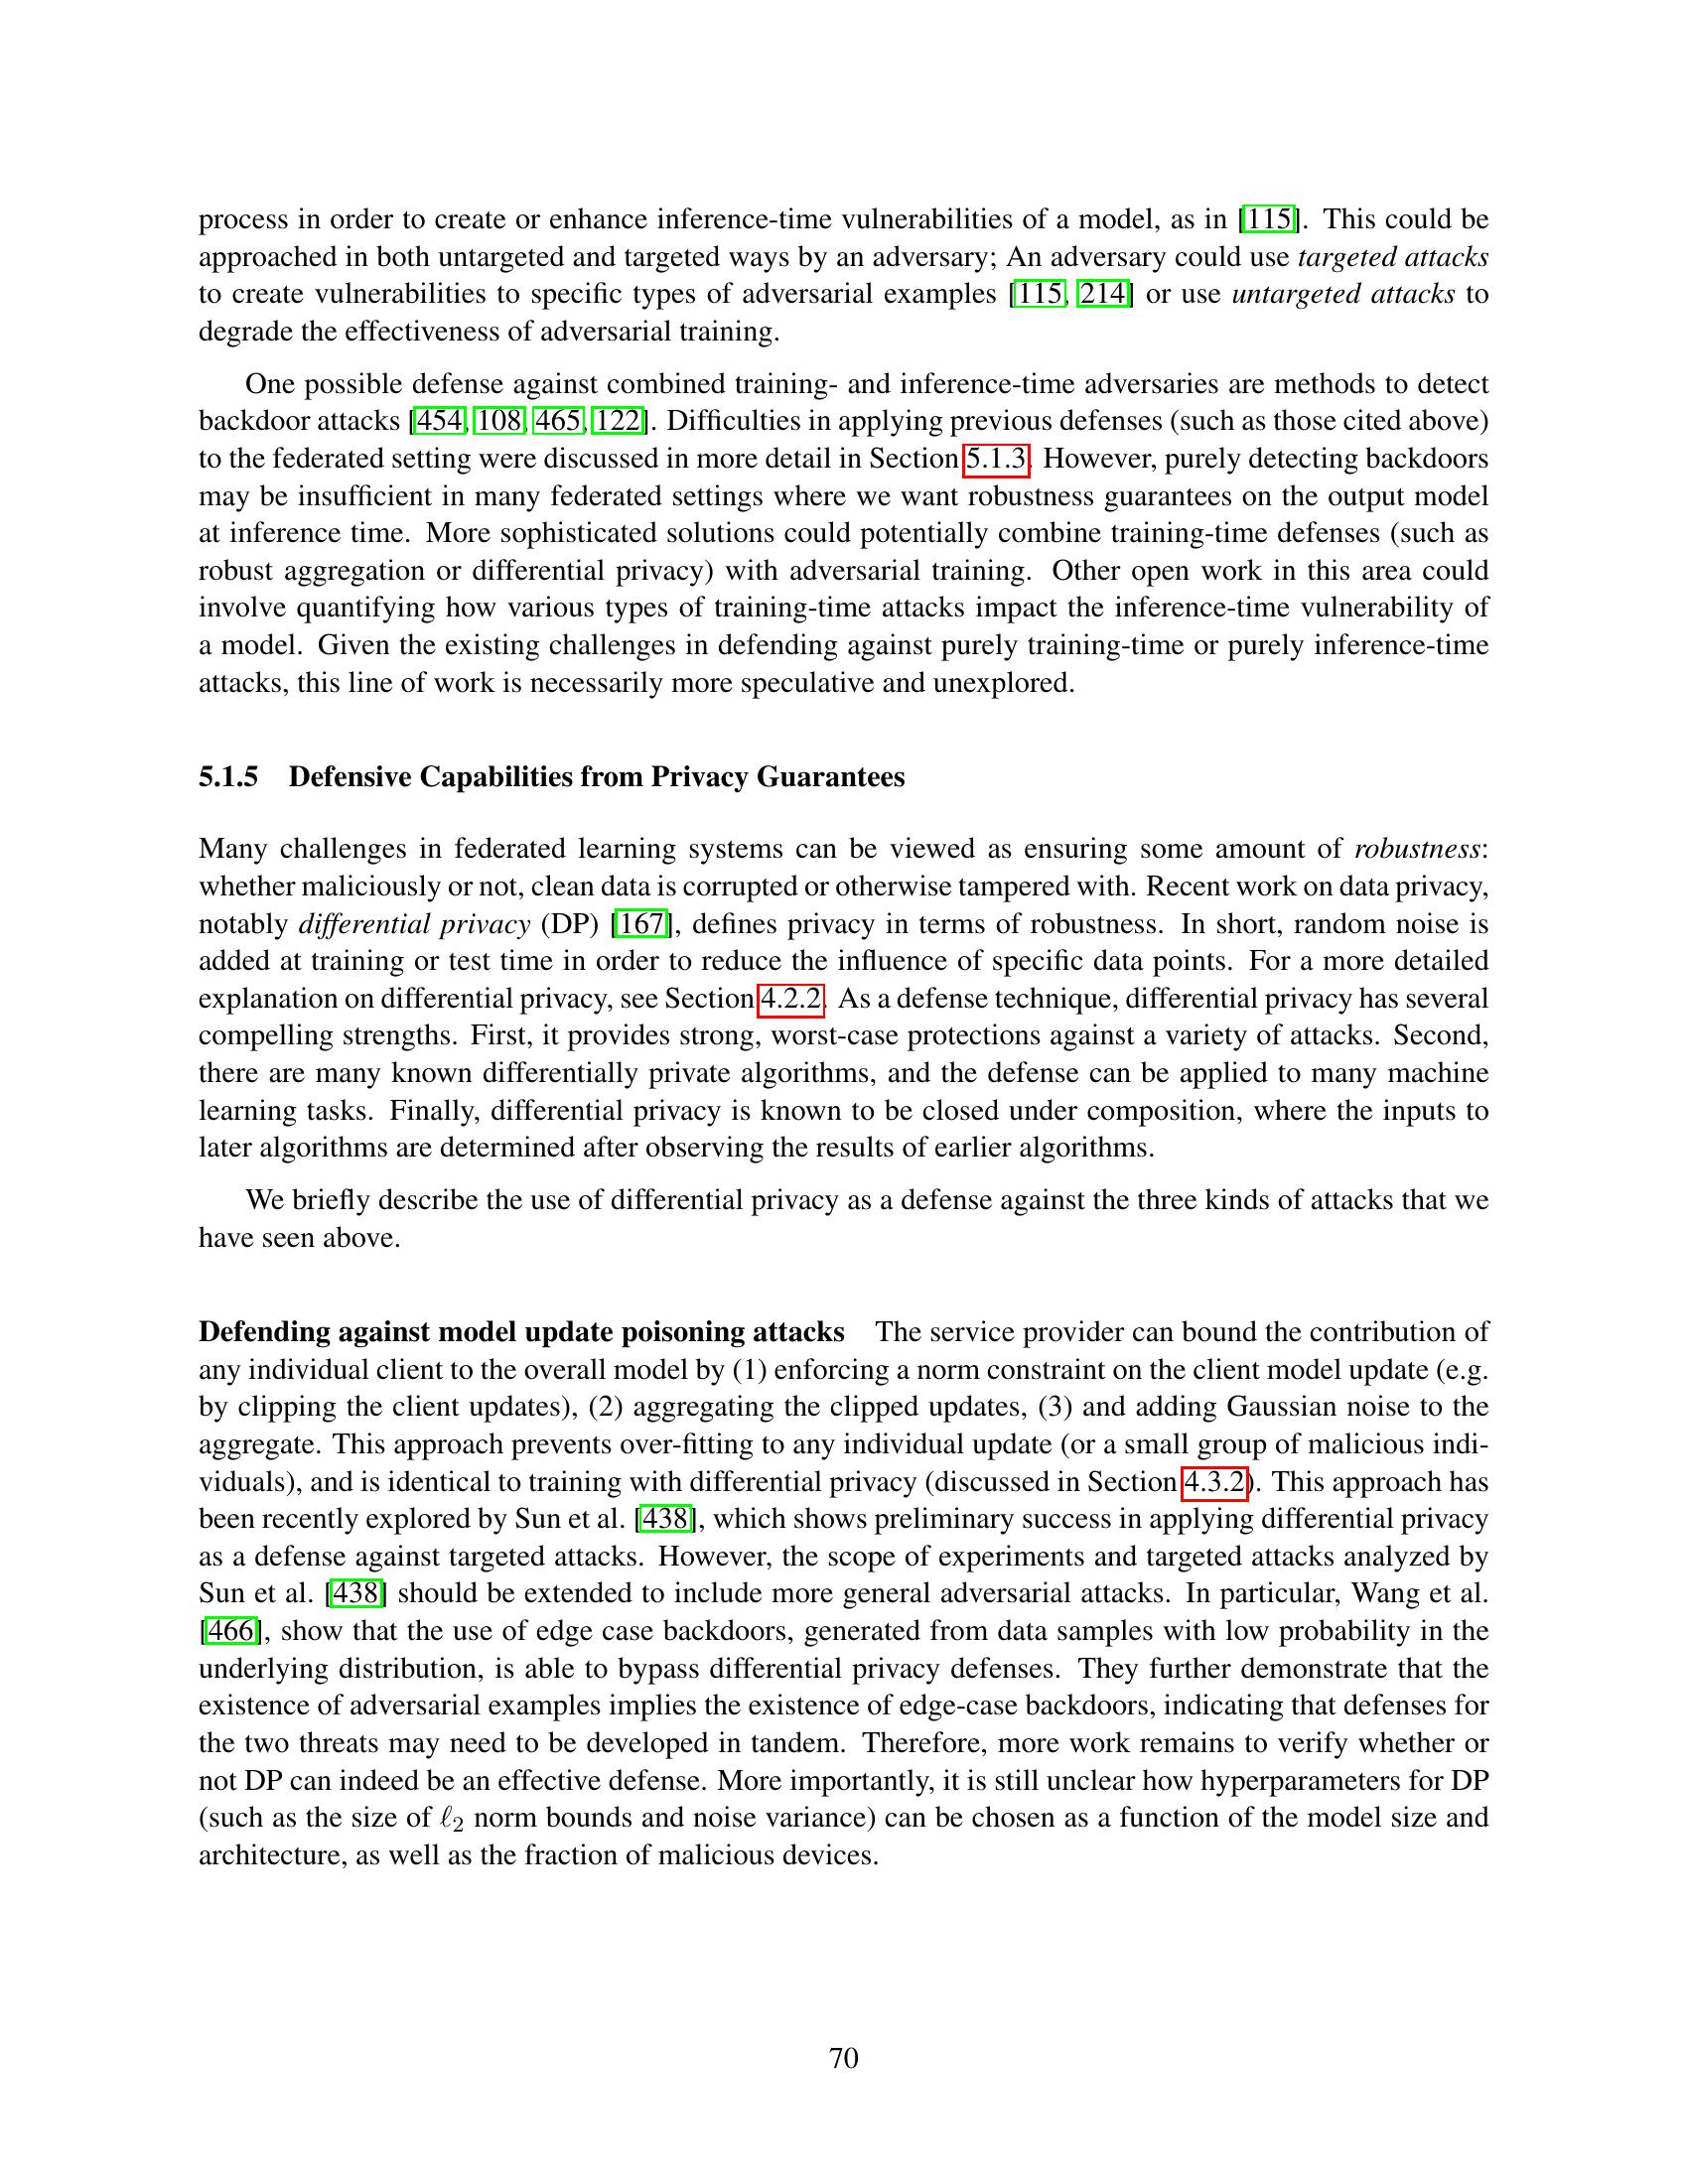 process in order to create or enhance inference-time vulnerabilities of a model, as in [115]. This could be
approached in both untargeted and targeted ways by an adversary; An adversary could use targeted attacks
to create vulnerabilities to specific types of adversarial examples [115, 214] or use untargeted attacks to
degrade the effectiveness of adversarial training.
One possible defense against combined training- and inference-time adversaries are methods to detect
backdoor attacks [454, 108, 465, 122]. Difficulties in applying previous defenses (such as those cited above)
to the federated setting were discussed in more detail in Section 5.1.3. However, purely detecting backdoors
may be insufficient in many federated settings where we want robustness guarantees on the output model
at inference time. More sophisticated solutions could potentially combine training-time defenses (such as
robust aggregation or differential privacy) with adversarial training. Other open work in this area could
involve quantifying how various types of training-time attacks impact the inference-time vulnerability of
a model. Given the existing challenges in defending against purely training-time or purely inference-time
attacks, this line of work is necessarily more speculative and unexplored.
5.1.5 Defensive Capabilities from Privacy Guarantees
Many challenges in federated learning systems can be viewed as ensuring some amount of robustness:
whether maliciously or not, clean data is corrupted or otherwise tampered with. Recent work on data privacy,
notably differential privacy (DP) [167], defines privacy in terms of robustness. In short, random noise is
added at training or test time in order to reduce the influence of specific data points. For a more detailed
explanation on differential privacy, see Section 4.2.2. As a defense technique, differential privacy has several
compelling strengths. First, it provides strong, worst-case protections against a variety of attacks. Second,
there are many known differentially private algorithms, and the defense can be applied to many machine
learning tasks. Finally, differential privacy is known to be closed under composition, where the inputs to
later algorithms are determined after observing the results of earlier algorithms.
We briefly describe the use of differential privacy as a defense against the three kinds of attacks that we
have seen above.
Defending against model update poisoning attacks The service provider can bound the contribution of
any individual client to the overall model by (1) enforcing a norm constraint on the client model update (e.g.
by clipping the client updates), (2) aggregating the clipped updates, (3) and adding Gaussian noise to the
aggregate. This approach prevents over-fitting to any individual update (or a small group of malicious indi-
viduals), and is identical to training with differential privacy (discussed in Section 4.3.2). This approach has
been recently explored by Sun et al. [438], which shows preliminary success in applying differential privacy
as a defense against targeted attacks. However, the scope of experiments and targeted attacks analyzed by
Sun et al. [438] should be extended to include more general adversarial attacks. In particular, Wang et al.
[466], show that the use of edge case backdoors, generated from data samples with low probability in the
underlying distribution, is able to bypass differential privacy defenses. They further demonstrate that the
existence of adversarial examples implies the existence of edge-case backdoors, indicating that defenses for
the two threats may need to be developed in tandem. Therefore, more work remains to verify whether or
not DP can indeed be an effective defense. More importantly, it is still unclear how hyperparameters for DP
(such as the size of ℓ₂ norm bounds and noise variance) can be chosen as a function of the model size and
architecture, as well as the fraction of malicious devices.
70